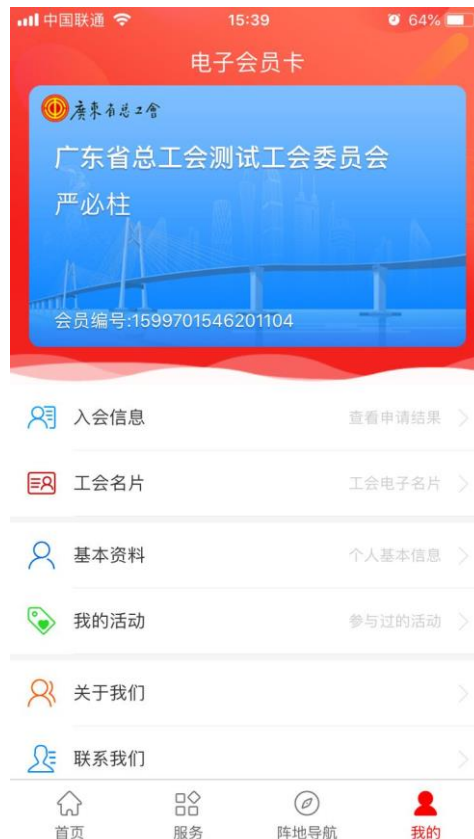 中国联通 15:39 64%
电子会员卡
廣東省总工會
广东省总工会测试工会委员会
严必柱
会员编号:1599701546201104
入会信息 查看申请结果
工会名片 工会电子名片
基本资料 个人基本信息
我的活动 参与过的活动
关于我们
联系我们
首页 服务 阵地导航 我的